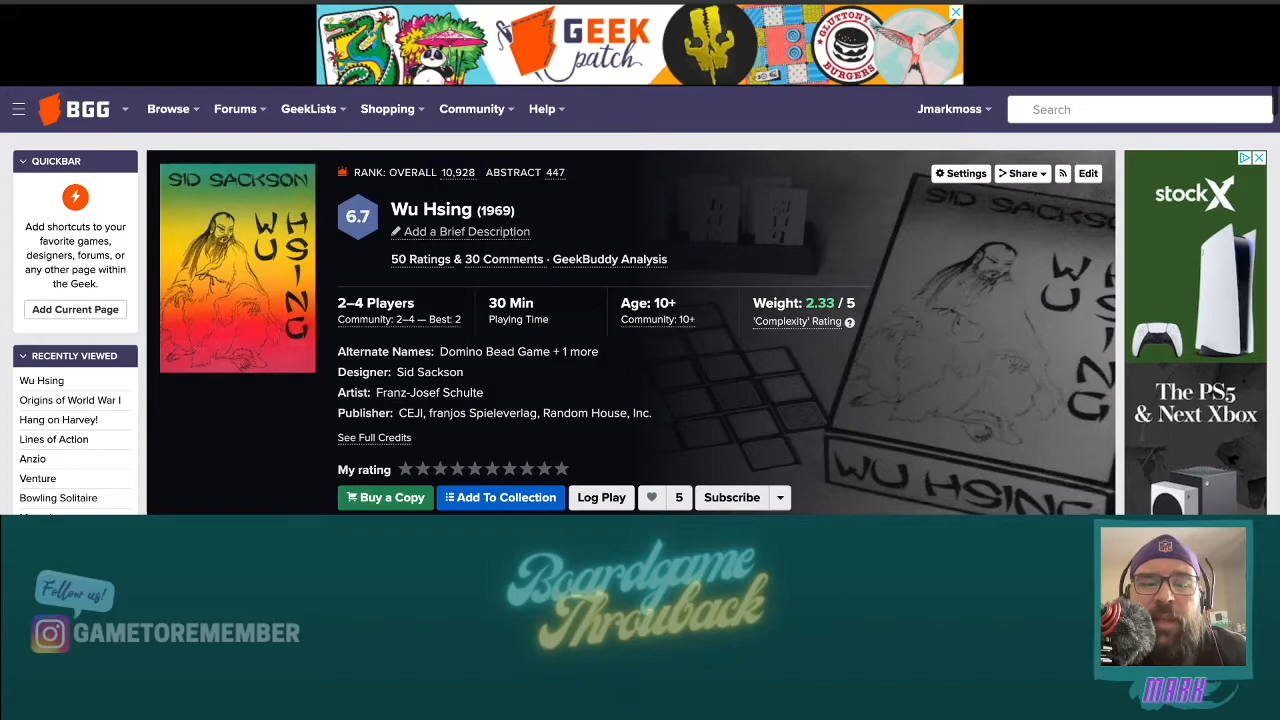 GEEK
patch
GLUTTONY
BURGERS
BGG
Browse
Forums
GeekLists
Shopping
Community
Help
Jmarkmoss
Search
QUICKBAR
Add shortcuts to your
favorite games,
designers, forums, or
any other page within
the Geek.
Add Current Page
RECENTLY VIEWED
Wu Hsing
Origins of World War I
Hang on Harvey!
Lines of Action
Anzio
Venture
Bowling Solitaire
SID SACKSON
WU HSING
RANK: OVERALL 10,928 ABSTRACT 447
Settings
Share
Edit
6.7
Wu Hsing (1969)
Add a Brief Description
50 Ratings & 30 Comments · GeekBuddy Analysis
2–4 Players
Community: 2–4 — Best: 2
30 Min
Playing Time
Age: 10+
Community: 10+
Weight: 2.33 / 5
'Complexity' Rating
Alternate Names: Domino Bead Game + 1 more
Designer: Sid Sackson
Artist: Franz-Josef Schulte
Publisher: CEJI, franjos Spieleverlag, Random House, Inc.
See Full Credits
My rating
Buy a Copy
Add To Collection
Log Play
5
Subscribe
SID SACKSON
WU HSING
stockX
The PS5
& Next Xbox
Follow us!
GAMETOREMEMBER
Boardgame
Throwback
NFL
MARK